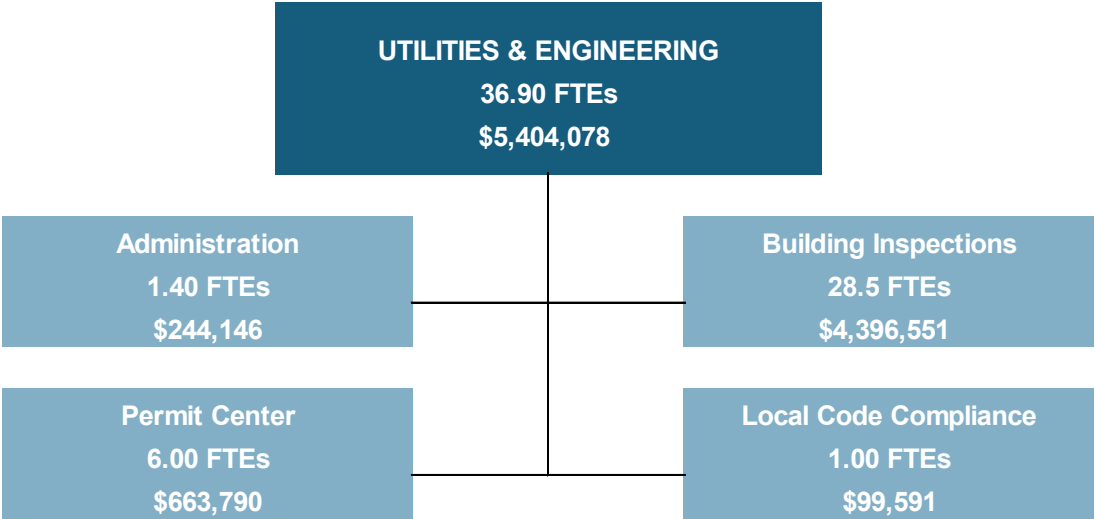 UTILITIES & ENGINEERING
36.90 FTEs
$5,404,078
Administration
1.40 FTEs
$244,146
Building Inspections
28.5 FTEs
$4,396,551
Permit Center
6.00 FTEs
$663,790
Local Code Compliance
1.00 FTEs
$99,591